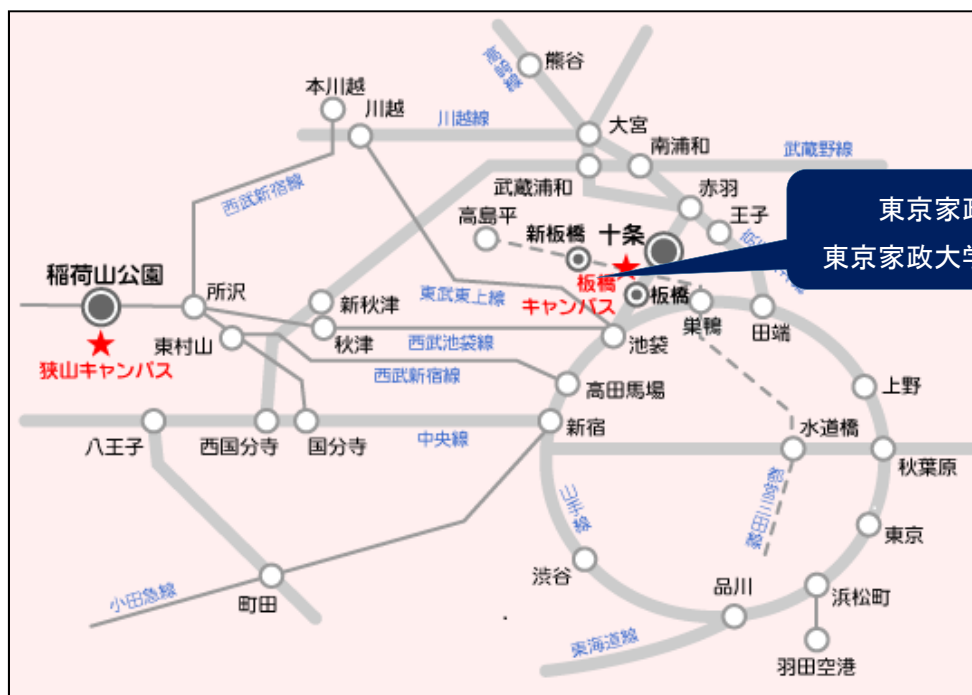 熊谷
高崎線
本川越
川越
川越線
大宮
南浦和
武蔵野線
武蔵浦和
赤羽
西武新宿線
高島平
新板橋
十条
王子
東京家政
東京家政大学
板橋
キャンパス
板橋
稲荷山公園
所沢
新秋津
東武東上線
巣鴨
田端
狭山キャンパス
東村山
秋津
西武池袋線
池袋
西武新宿線
高田馬場
上野
八王子
西国分寺
国分寺
中央線
新宿
水道橋
秋葉原
山手線
都営三田線
東京
小田急線
町田
渋谷
品川
浜松町
東海道線
羽田空港